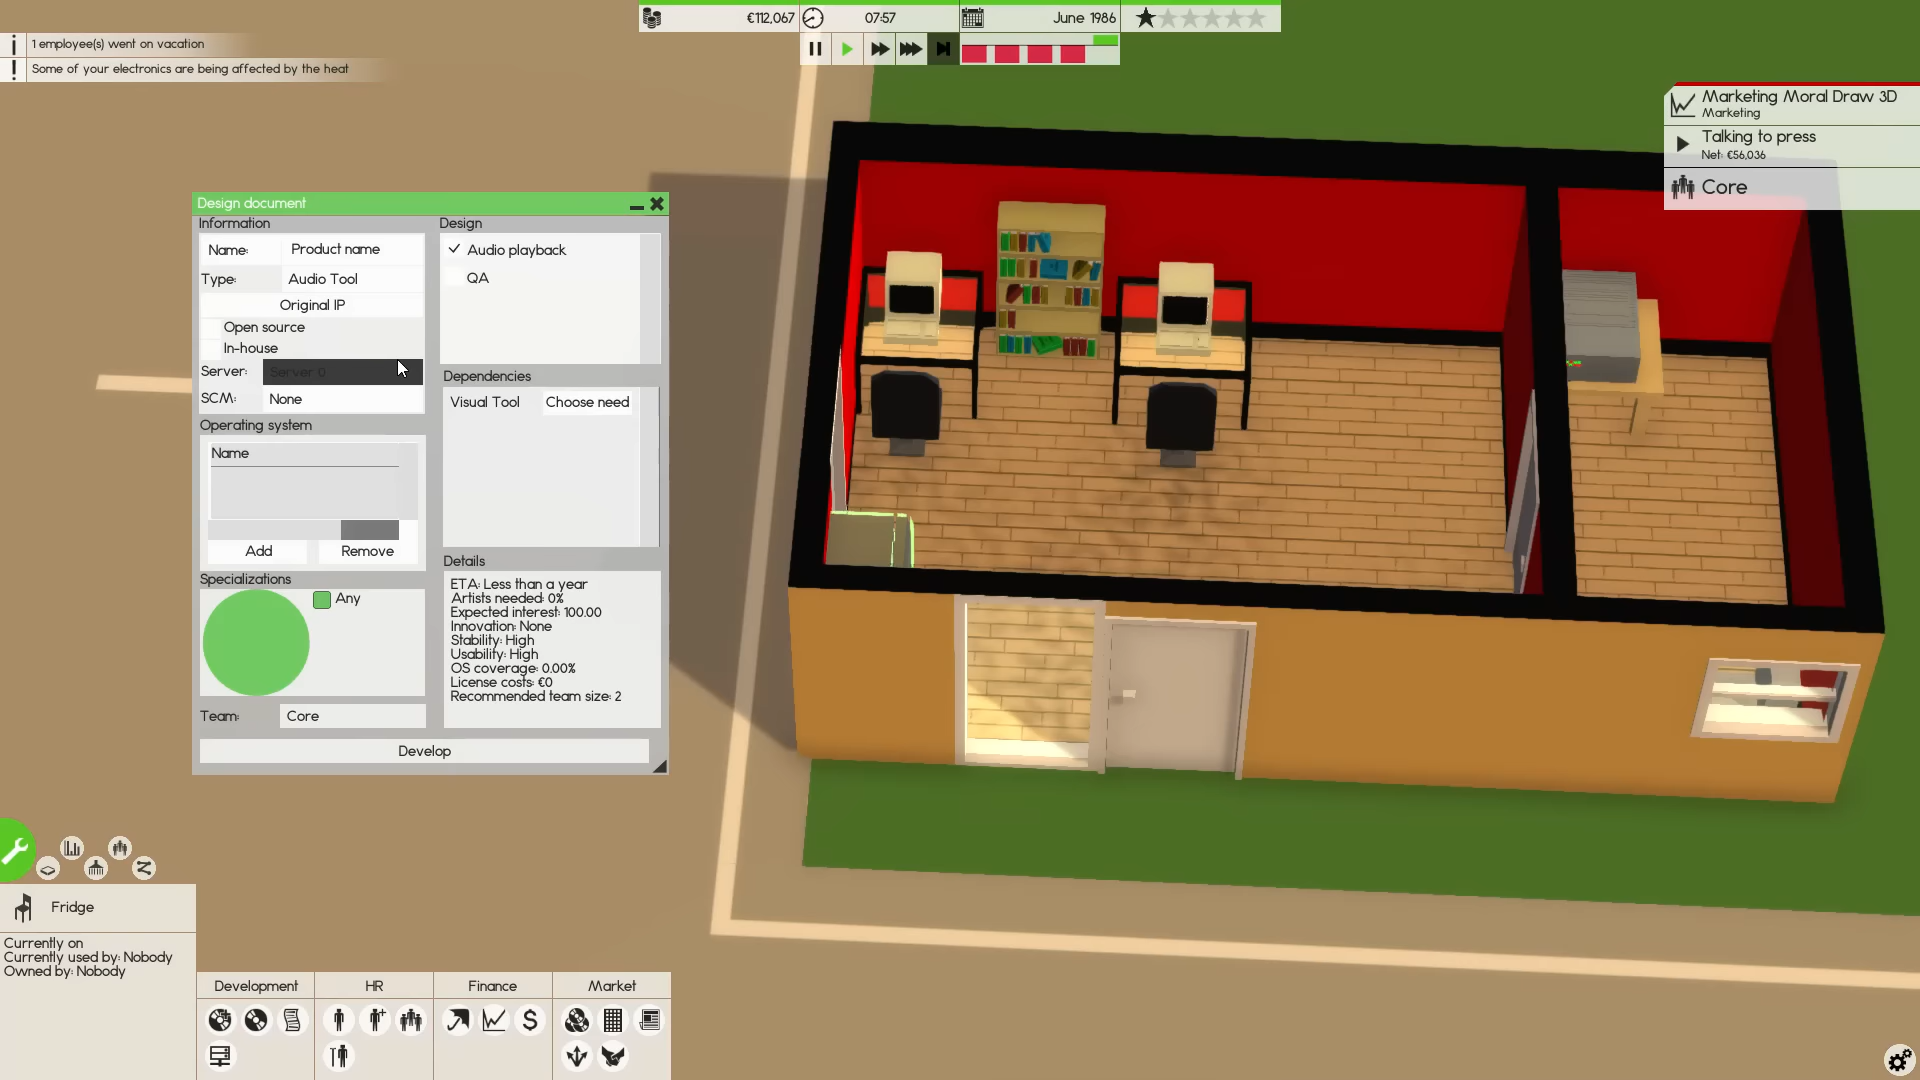 €112,067
07:57
June 1986
1 employee(s) went on vacation
Some of your electronics are being affected by the heat
Marketing Moral Draw 3D
Marketing
Talking to press
Net: €56,036
Core
Design document
Information
Name: Product name
Type: Audio Tool
Original IP
Open source
In-house
Server: Server 0
SCM: None
Operating system
Name
Add Remove
Specializations
Any
Team: Core
Design
Audio playback
QA
Dependencies
Visual Tool Choose need
Details
ETA: Less than a year
Artists needed: 0%
Expected interest: 100.00
Innovation: None
Stability: High
Usability: High
OS coverage: 0.00%
License costs: €0
Recommended team size: 2
Develop
Fridge
Currently on
Currently used by: Nobody
Owned by: Nobody
Development HR Finance Market